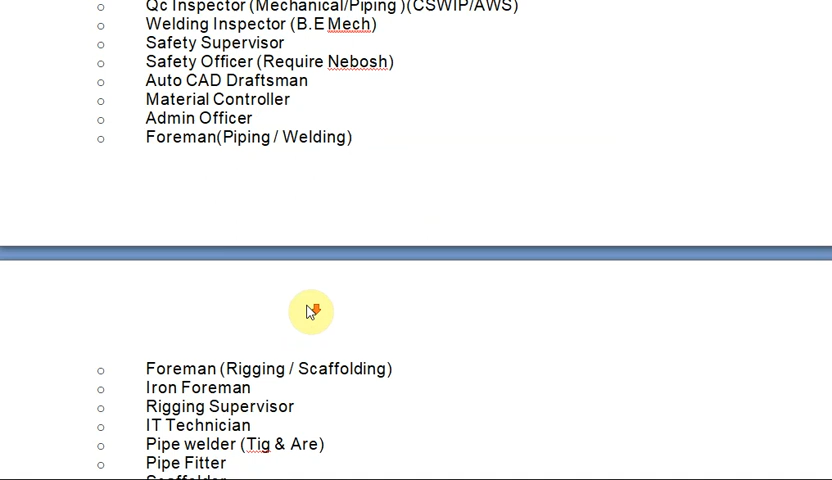 Qc Inspector (Mechanical/Piping )(CSWIP/AWS)
Welding Inspector (B.E Mech)
Safety Supervisor
Safety Officer (Require Nebosh)
Auto CAD Draftsman
Material Controller
Admin Officer
Foreman(Piping / Welding)
Foreman (Rigging / Scaffolding)
Iron Foreman
Rigging Supervisor
IT Technician
Pipe welder (Tig & Are)
Pipe Fitter